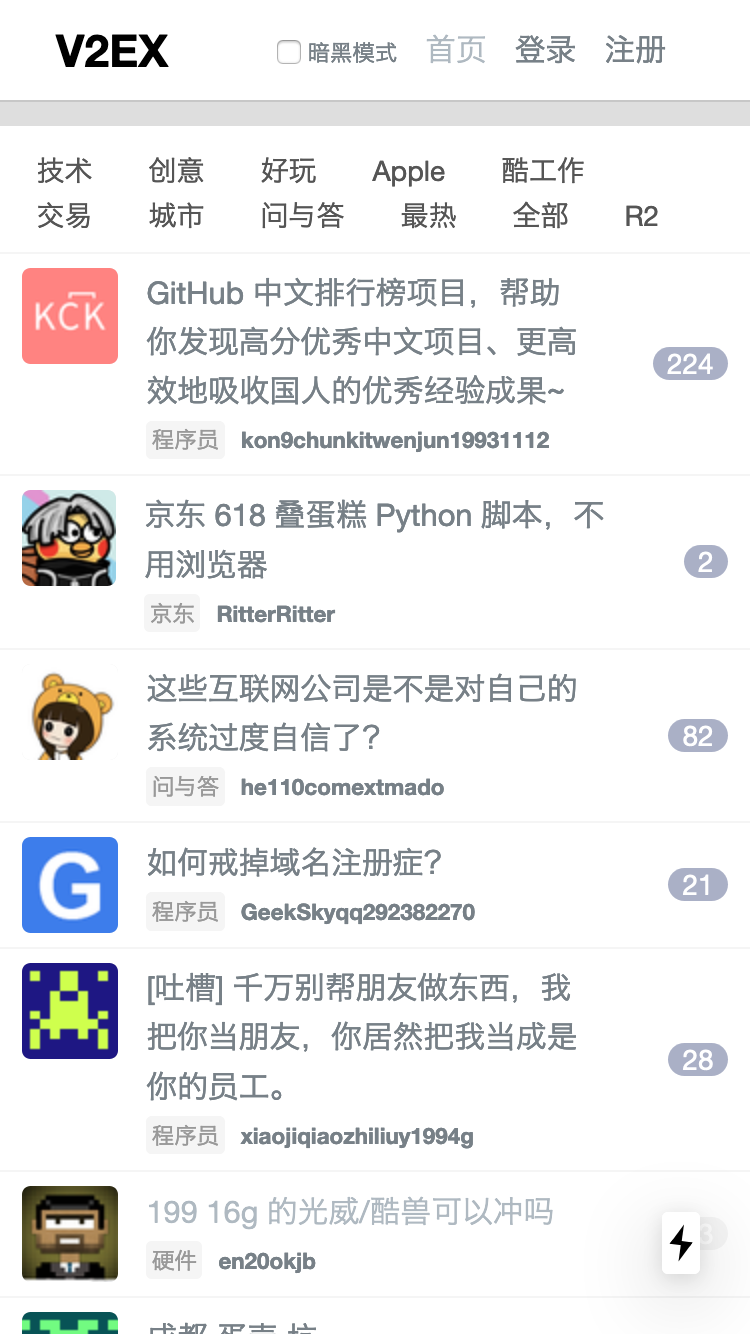 V2EX 暗黑模式 首页 登录 注册
技术 创意 好玩 Apple 酷工作
交易 城市 问与答 最热 全部 R2
KCK
GitHub 中文排行榜项目，帮助
你发现高分优秀中文项目、更高
效地吸收国人的优秀经验成果~
224
程序员 kon9chunkitwenjun19931112
京东 618 叠蛋糕 Python 脚本，不
用浏览器
2
京东 RitterRitter
这些互联网公司是不是对自己的
系统过度自信了？
82
问与答 he110comextmado
G
如何戒掉域名注册症？
21
程序员 GeekSkyqq292382270
[吐槽] 千万别帮朋友做东西，我
把你当朋友，你居然把我当成是
你的员工。
28
程序员 xiaojiqiaozhiliuy1994g
199 16g 的光威/酷兽可以冲吗
硬件 en20okjb